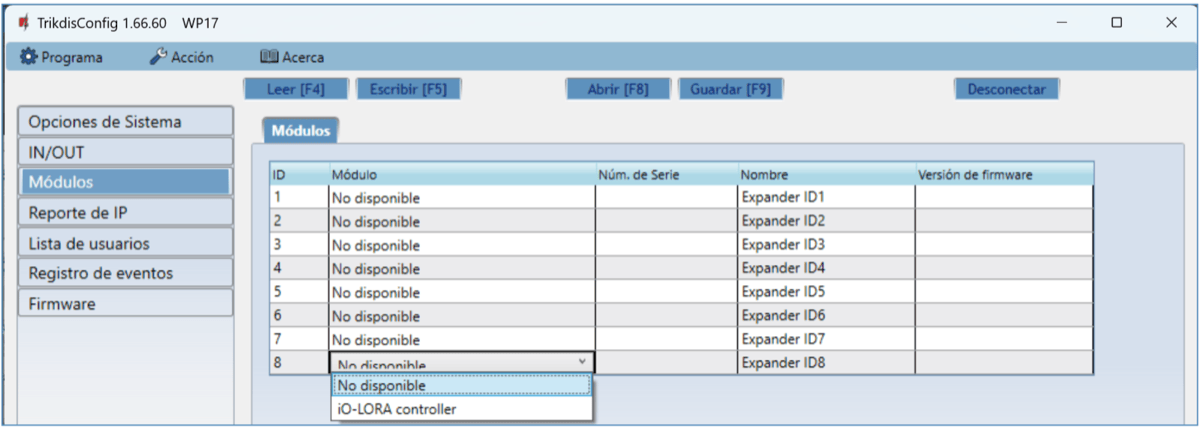 TrikdisConfig 1.66.60 WP17
Programa Acción Acerca
Leer [F4] Escribir [F5] Abrir [F8] Guardar [F9] Desconectar
Opciones de Sistema
IN/OUT
Módulos
Reporte de IP
Lista de usuarios
Registro de eventos
Firmware
Módulos
ID Módulo Núm. de Serie Nombre Versión de firmware
1 No disponible Expander ID1
2 No disponible Expander ID2
3 No disponible Expander ID3
4 No disponible Expander ID4
5 No disponible Expander ID5
6 No disponible Expander ID6
7 No disponible Expander ID7
8 No disponible Expander ID8
No disponible
iO-LORA controller